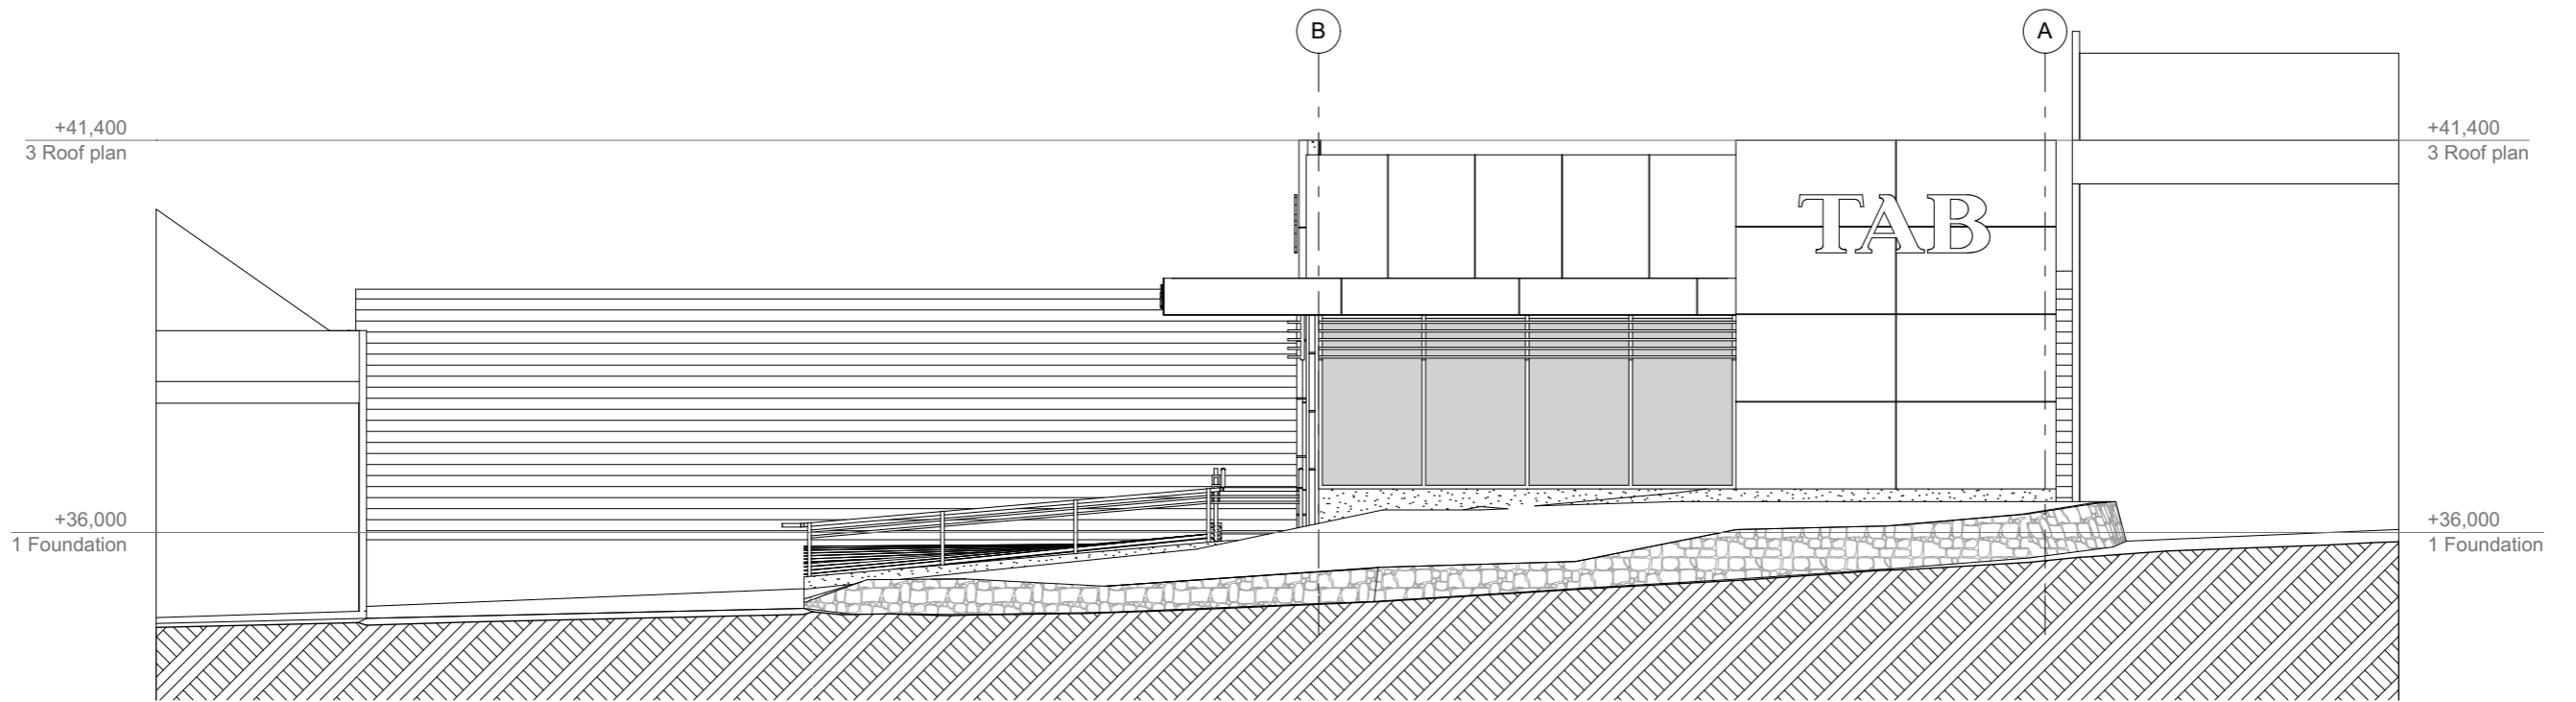 B
A
+41,400
3 Roof plan
+41,400
3 Roof plan
TAB
+36,000
1 Foundation
+36,000
1 Foundation